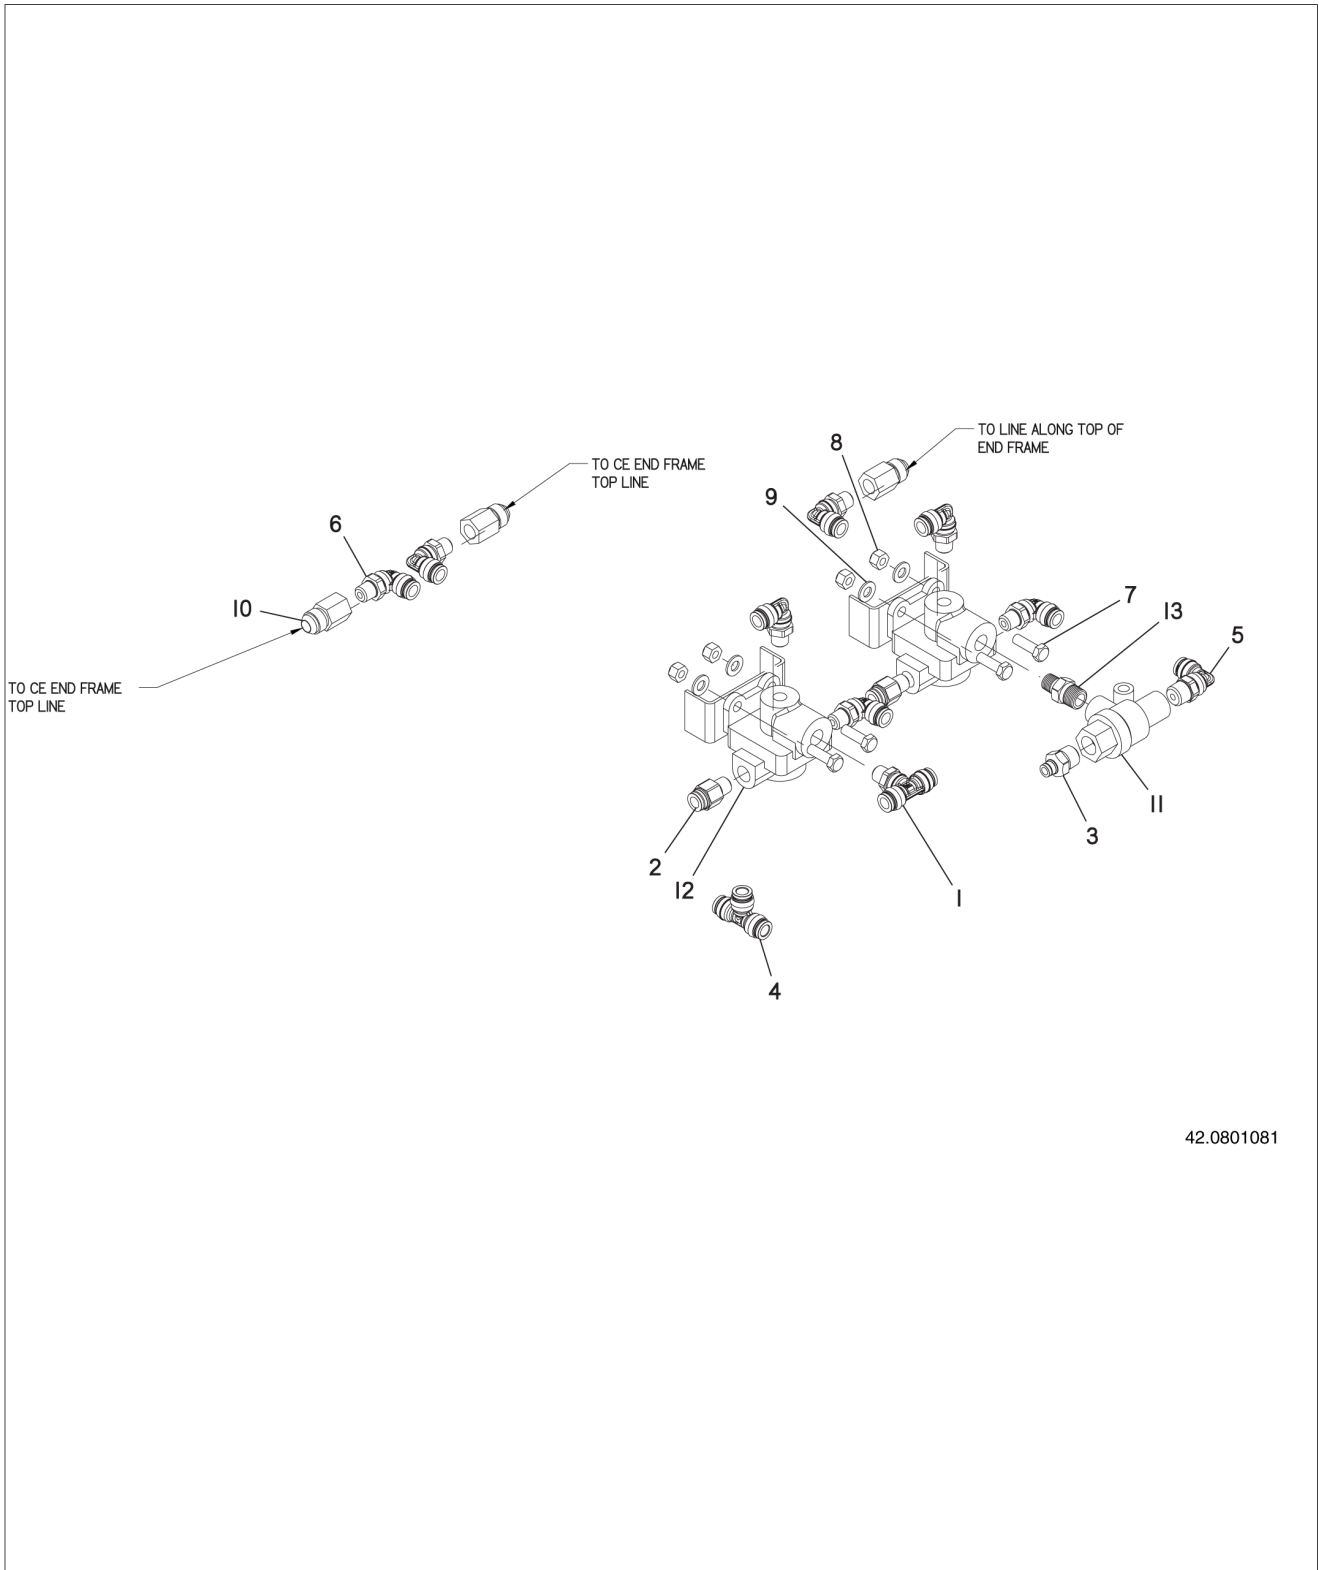 TO LINE ALONG TOP OF
END FRAME
8
TO CE END FRAME
TOP LINE
9
6
7
10
13
5
TO CE END FRAME
TOP LINE
11
3
2
12
1
4
42.0801081